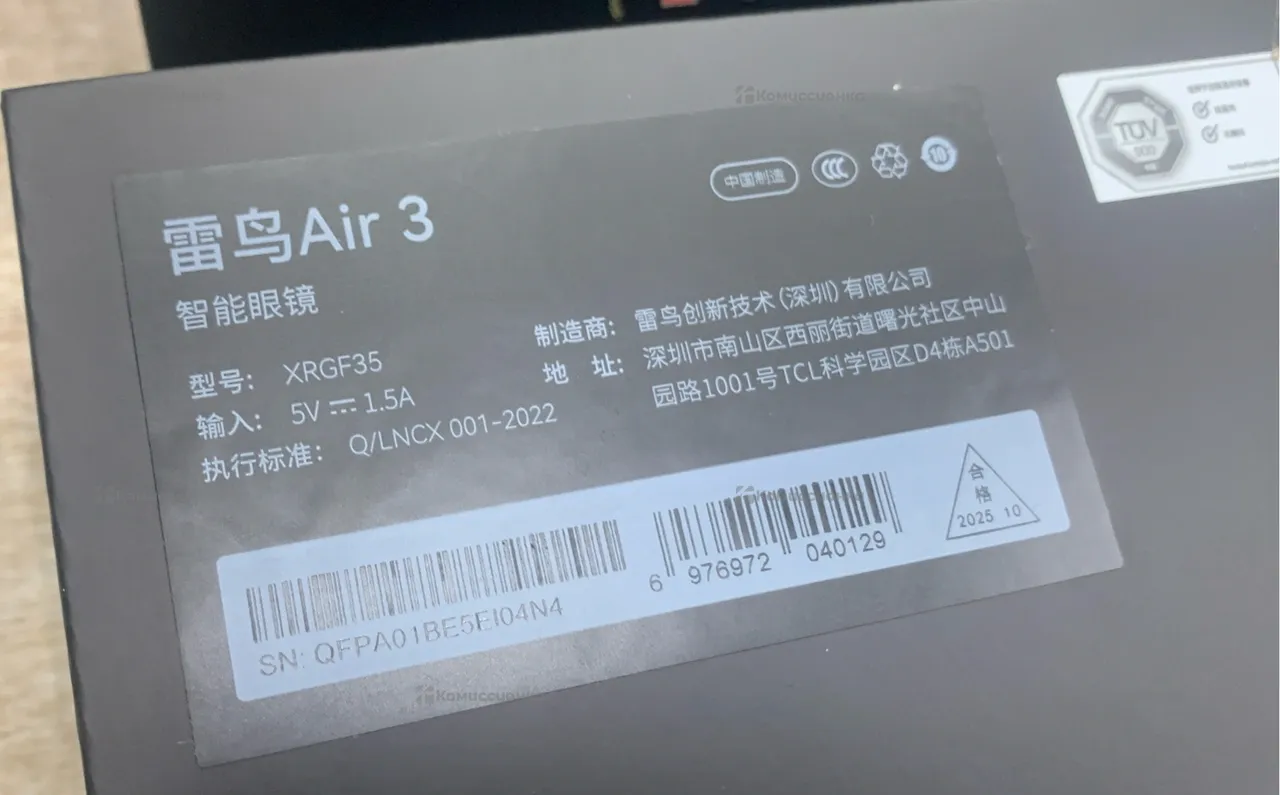 Комиссионка
中国制造
10
TÜV
雷鸟Air 3
智能眼镜
型号: XRGF35
输入: 5V ⎓ 1.5A
执行标准: Q/LNCX 001-2022
制造商: 雷鸟创新技术(深圳)有限公司
地 址: 深圳市南山区西丽街道曙光社区中山
园路1001号TCL科学园区D4栋A501
SN: QFPA01BE5EI04N4
6 976972 040129
合
格
2025 10
Комиссионка
Комиссионка